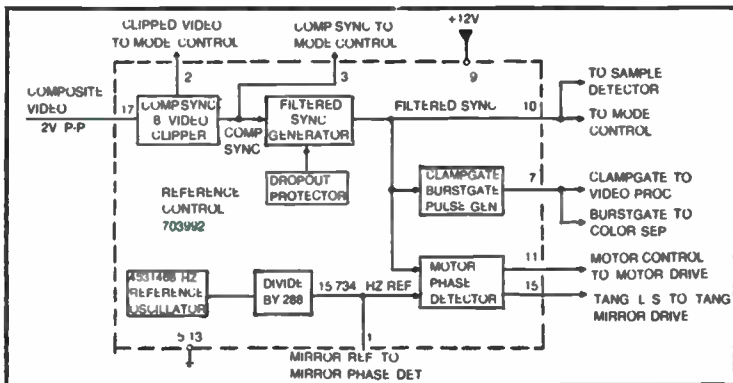 CLIPPED VIDEO
TO MODE CONTROL
COMP SYNC TO
MODE CONTROL
+12V
2
3
9
COMPOSITE
VIDEO
2V P-P
17
COMP SYNC
& VIDEO
CLIPPER
COMP
SYNC
FILTERED
SYNC
GENERATOR
FILTERED SYNC
10
TO SAMPLE
DETECTOR
TO MODE
CONTROL
DROPOUT
PROTECTOR
REFERENCE
CONTROL
703992
CLAMPGATE
BURSTGATE
PULSE GEN
7
CLAMPGATE TO
VIDEO PROC
BURSTGATE TO
COLOR SEP
4531468 HZ
REFERENCE
OSCILLATOR
DIVIDE
BY 288
15 734 HZ REF
MOTOR
PHASE
DETECTOR
11
MOTOR CONTROL
TO MOTOR DRIVE
15
TANG L S TO TANG
MIRROR DRIVE
5 13
1
MIRROR REF TO
MIRROR PHASE DET